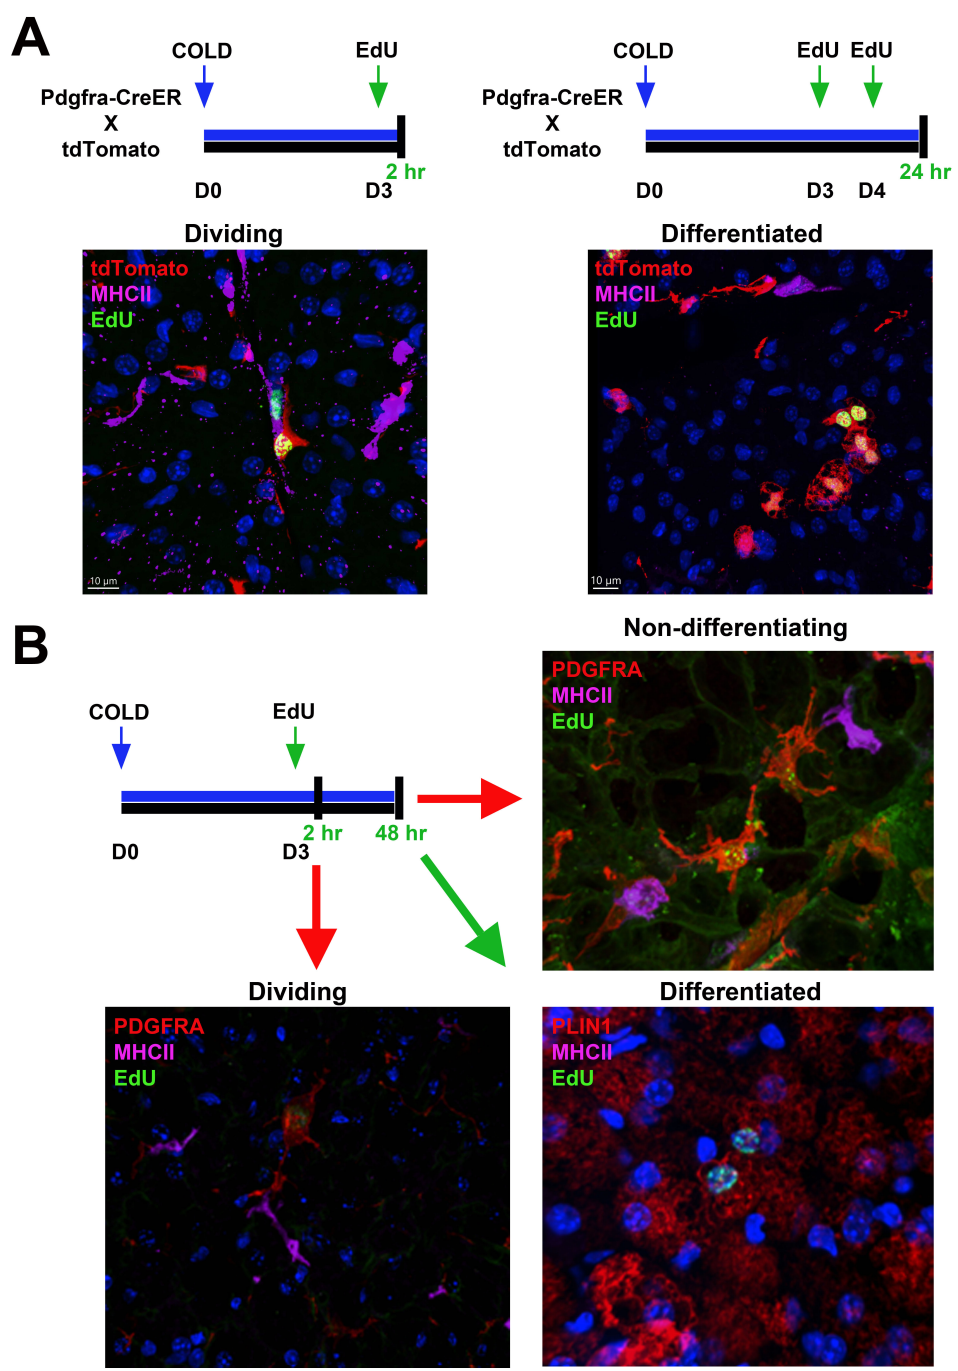 A
COLD
EdU
Pdgfra-CreER
X
tdTomato
2 hr
D0
D3
COLD
EdU
EdU
Pdgfra-CreER
X
tdTomato
24 hr
D0
D3
D4
Dividing
tdTomato
MHCII
EdU
10 µm
Differentiated
tdTomato
MHCII
EdU
10 µm
B
COLD
EdU
2 hr
48 hr
D0
D3
Non-differentiating
PDGFRA
MHCII
EdU
Dividing
PDGFRA
MHCII
EdU
Differentiated
PLIN1
MHCII
EdU